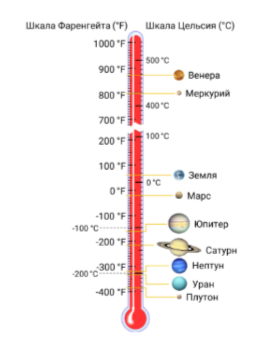 Шкала Фаренгейта (°F) Шкала Цельсия (°C)
1000 °F
500 °C
900 °F Венера
800 °F Меркурий
400 °C
700 °F
200 °F 100 °C
100 °F Земля
0 °C
0 °F Марс
-100 °F Юпитер
-100 °C
-200 °F Сатурн
-300 °F Нептун
-200 °C
Уран
-400 °F Плутон